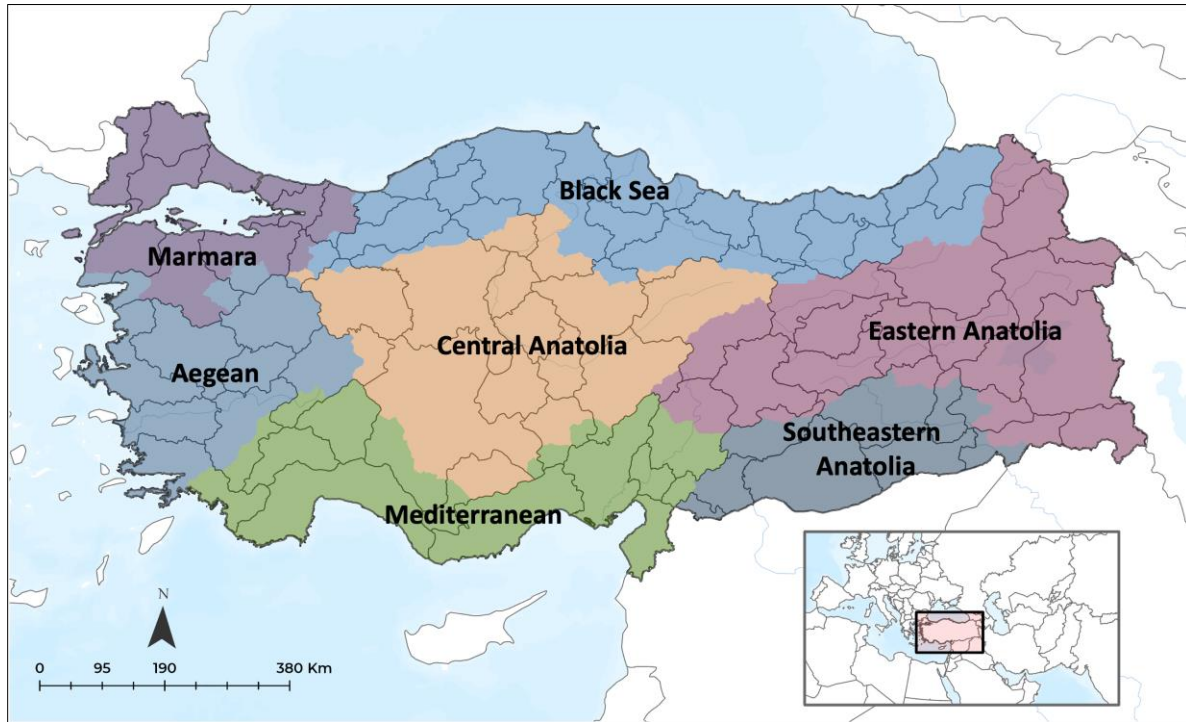 Black Sea
Marmara
Eastern Anatolia
Central Anatolia
Aegean
Southeastern
Anatolia
Mediterranean
N
0 95 190 380 Km